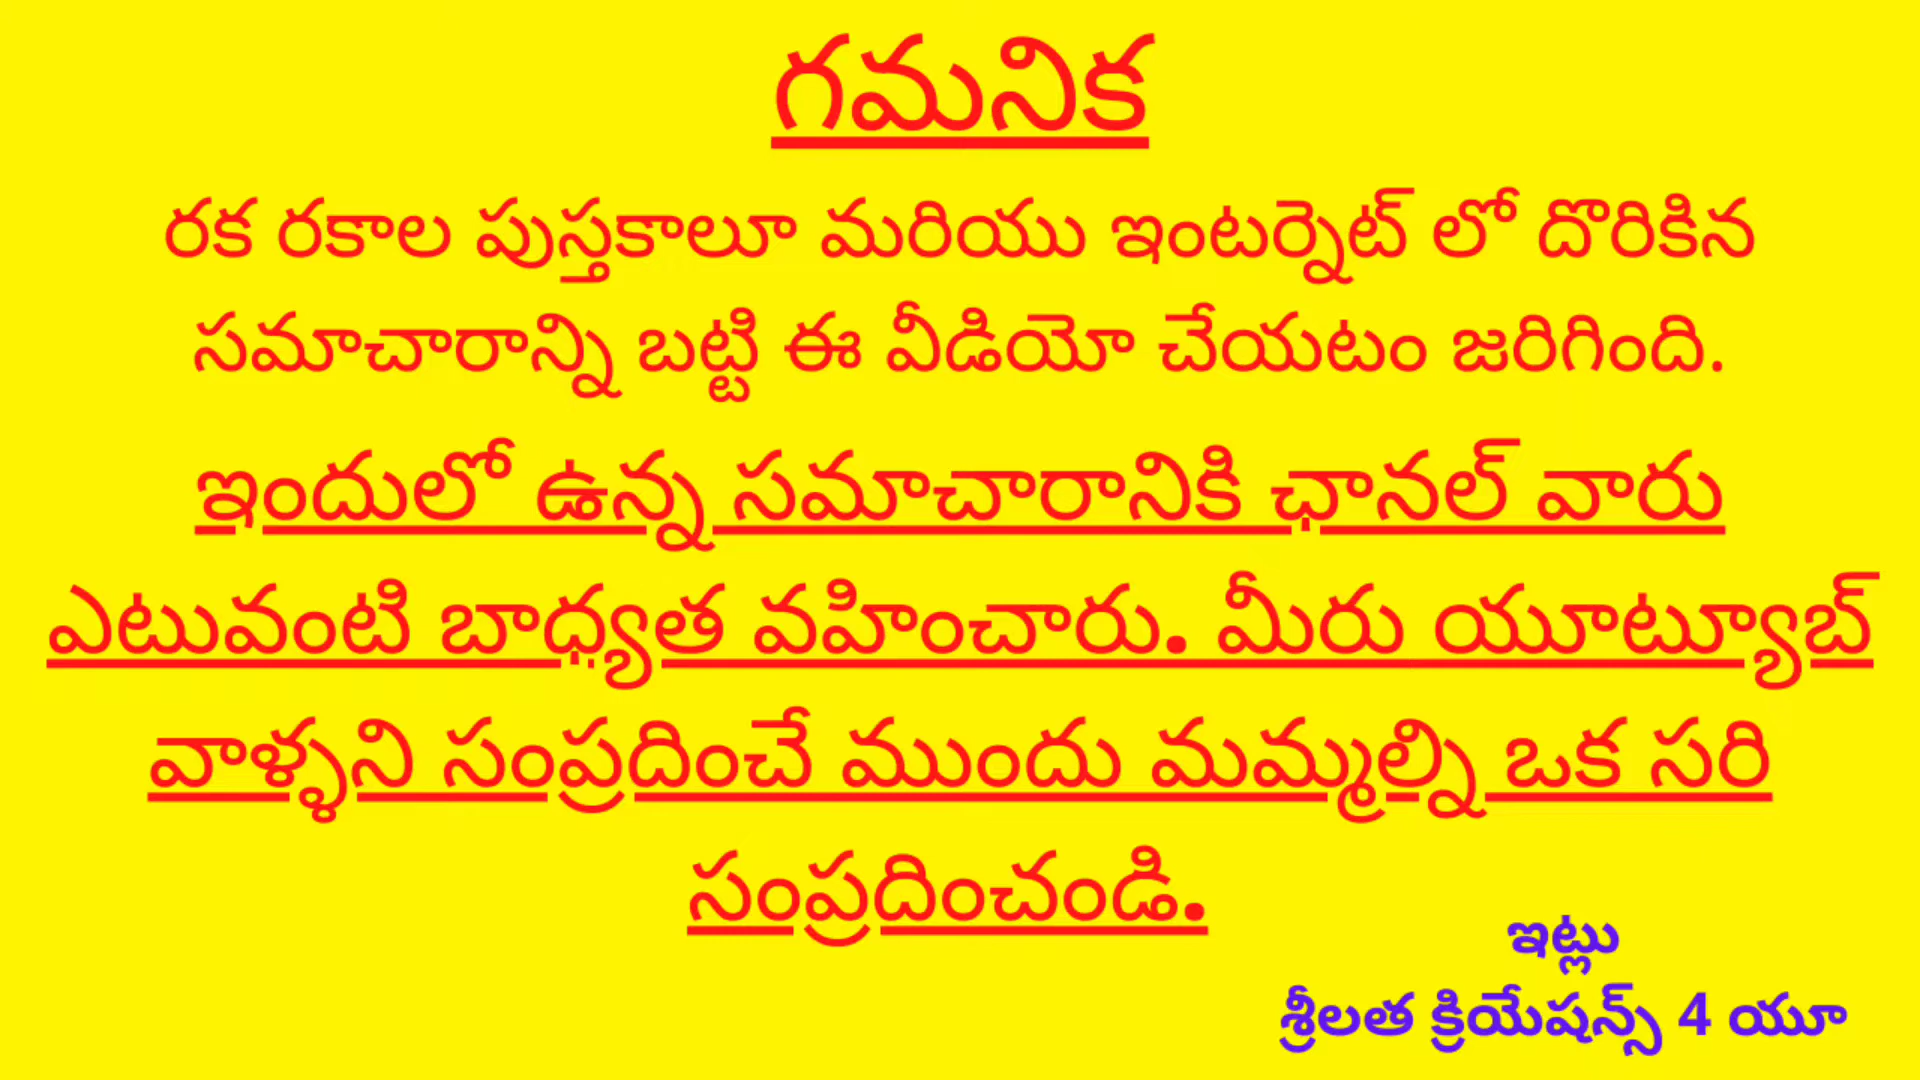 గమనిక
రక రకాల పుస్తకాలూ మరియు ఇంటర్నెట్ లో దొరికిన
సమాచారాన్ని బట్టి ఈ వీడియో చేయటం జరిగింది.
ఇందులో ఉన్న సమాచారానికి ఛానల్ వారు
ఎటువంటి బాధ్యత వహించారు. మీరు యూట్యూబ్
వాళ్ళని సంప్రదించే ముందు మమ్మల్ని ఒక సరి
సంప్రదించండి.
ఇట్లు
శ్రీలత క్రియేషన్స్ 4 యూ